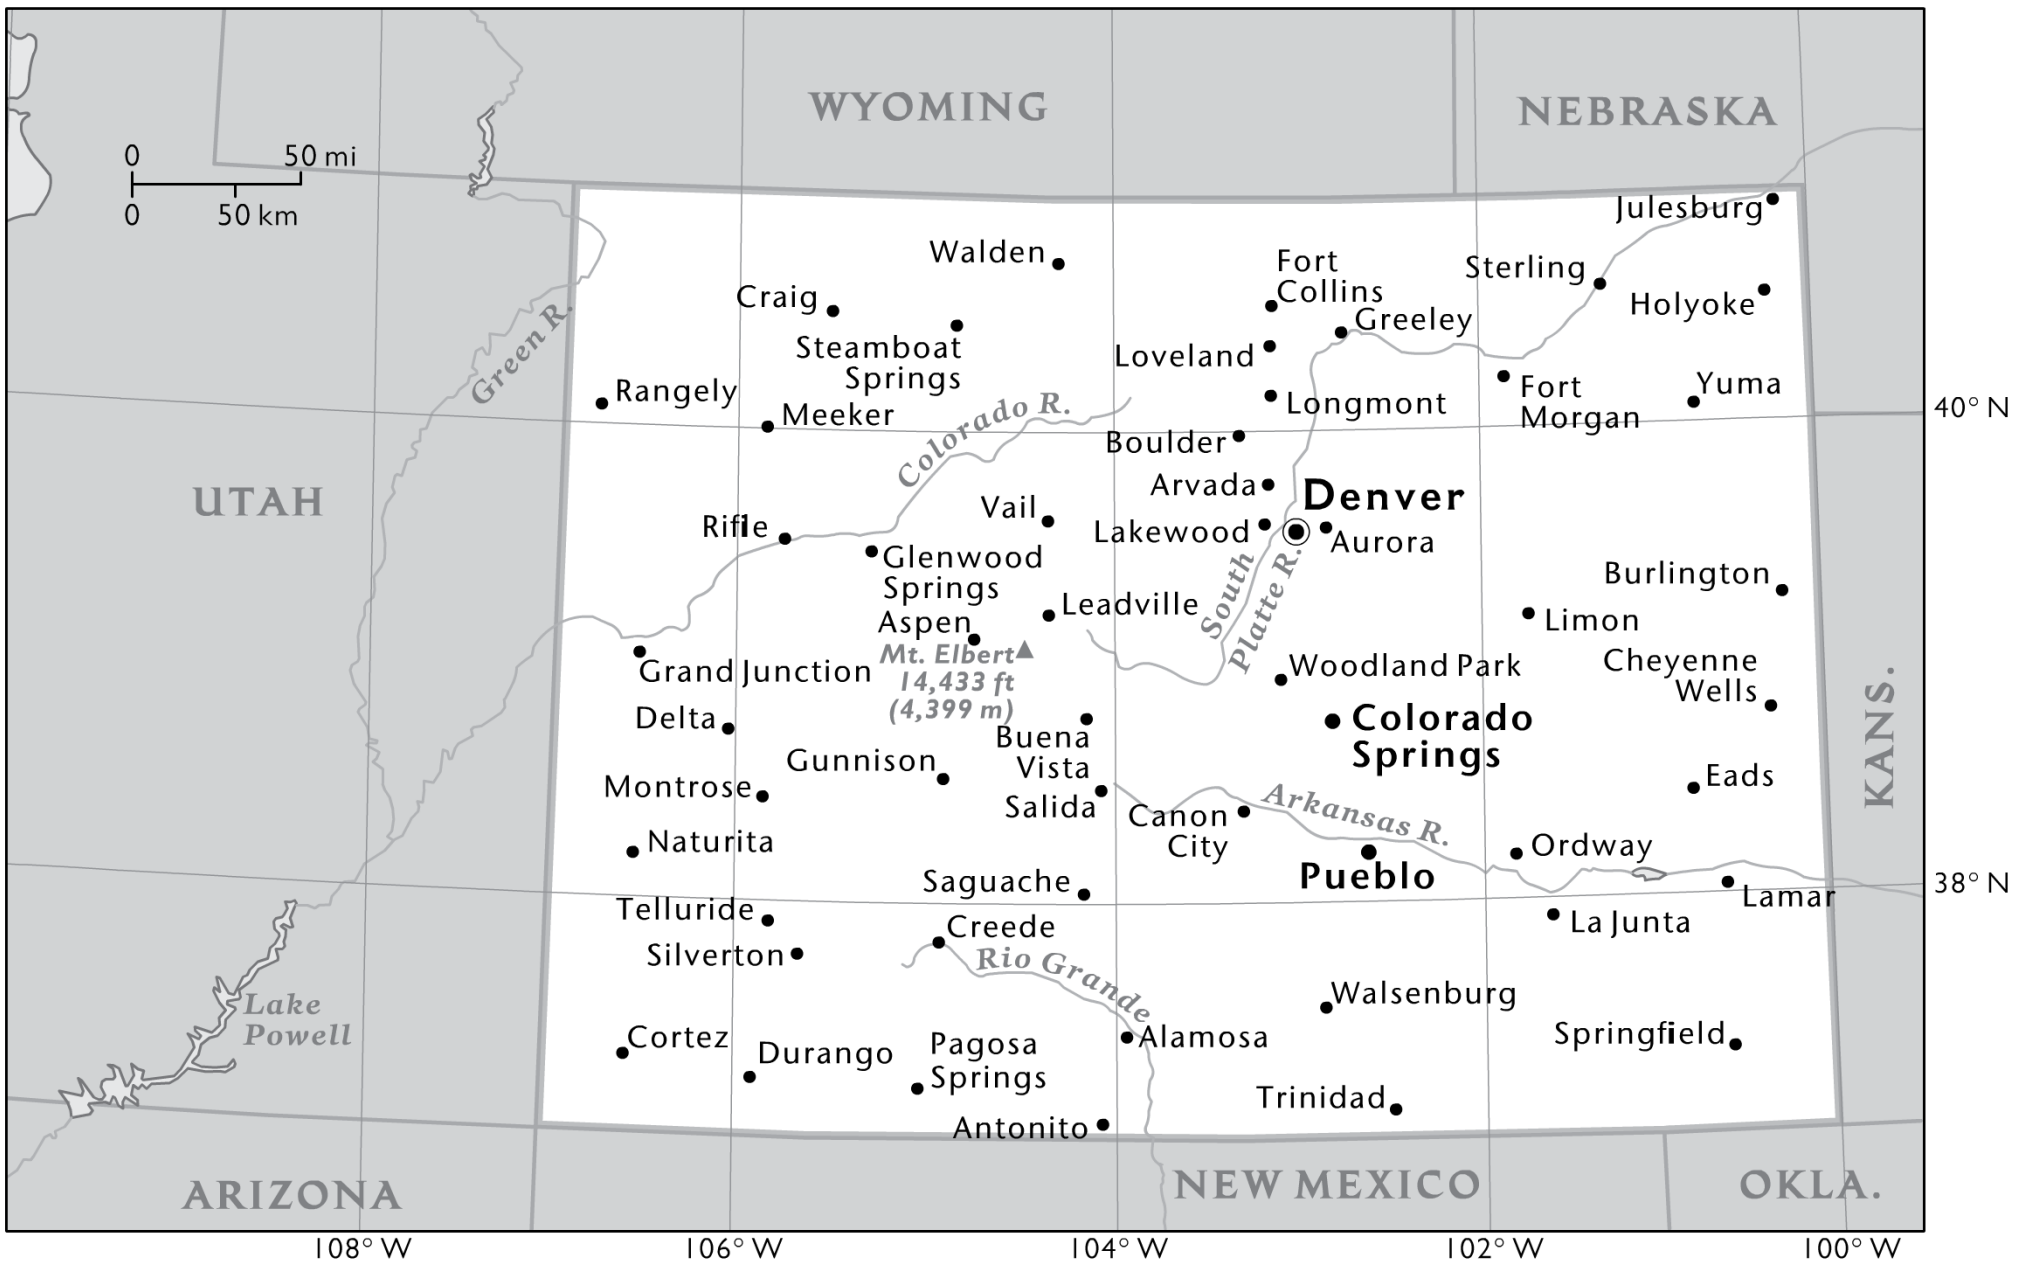 WYOMING
NEBRASKA
0
50 mi
0
50 km
Julesburg
Walden
Fort
Collins
Sterling
Craig
Holyoke
Greeley
Steamboat
Springs
Loveland
Green R.
Rangely
Meeker
Colorado R.
Longmont
Fort
Morgan
Yuma
40° N
Boulder
UTAH
Arvada
Denver
Vail
Rifle
Lakewood
Aurora
Glenwood
Springs
South
Platte R.
Burlington
Leadville
Limon
Aspen
Mt. Elbert
14,433 ft
(4,399 m)
Grand Junction
Woodland Park
Cheyenne
Wells
KANS.
Delta
Colorado
Springs
Buena
Vista
Gunnison
Montrose
Eads
Salida
Canon
City
Arkansas R.
Naturita
Ordway
Pueblo
Saguache
38° N
Lamar
Telluride
La Junta
Creede
Silverton
Rio Grande
Lake
Powell
Walsenburg
Springfield
Cortez
Durango
Pagosa
Springs
Alamosa
Trinidad
Antonito
ARIZONA
NEW MEXICO
OKLA.
108° W
106° W
104° W
102° W
100° W